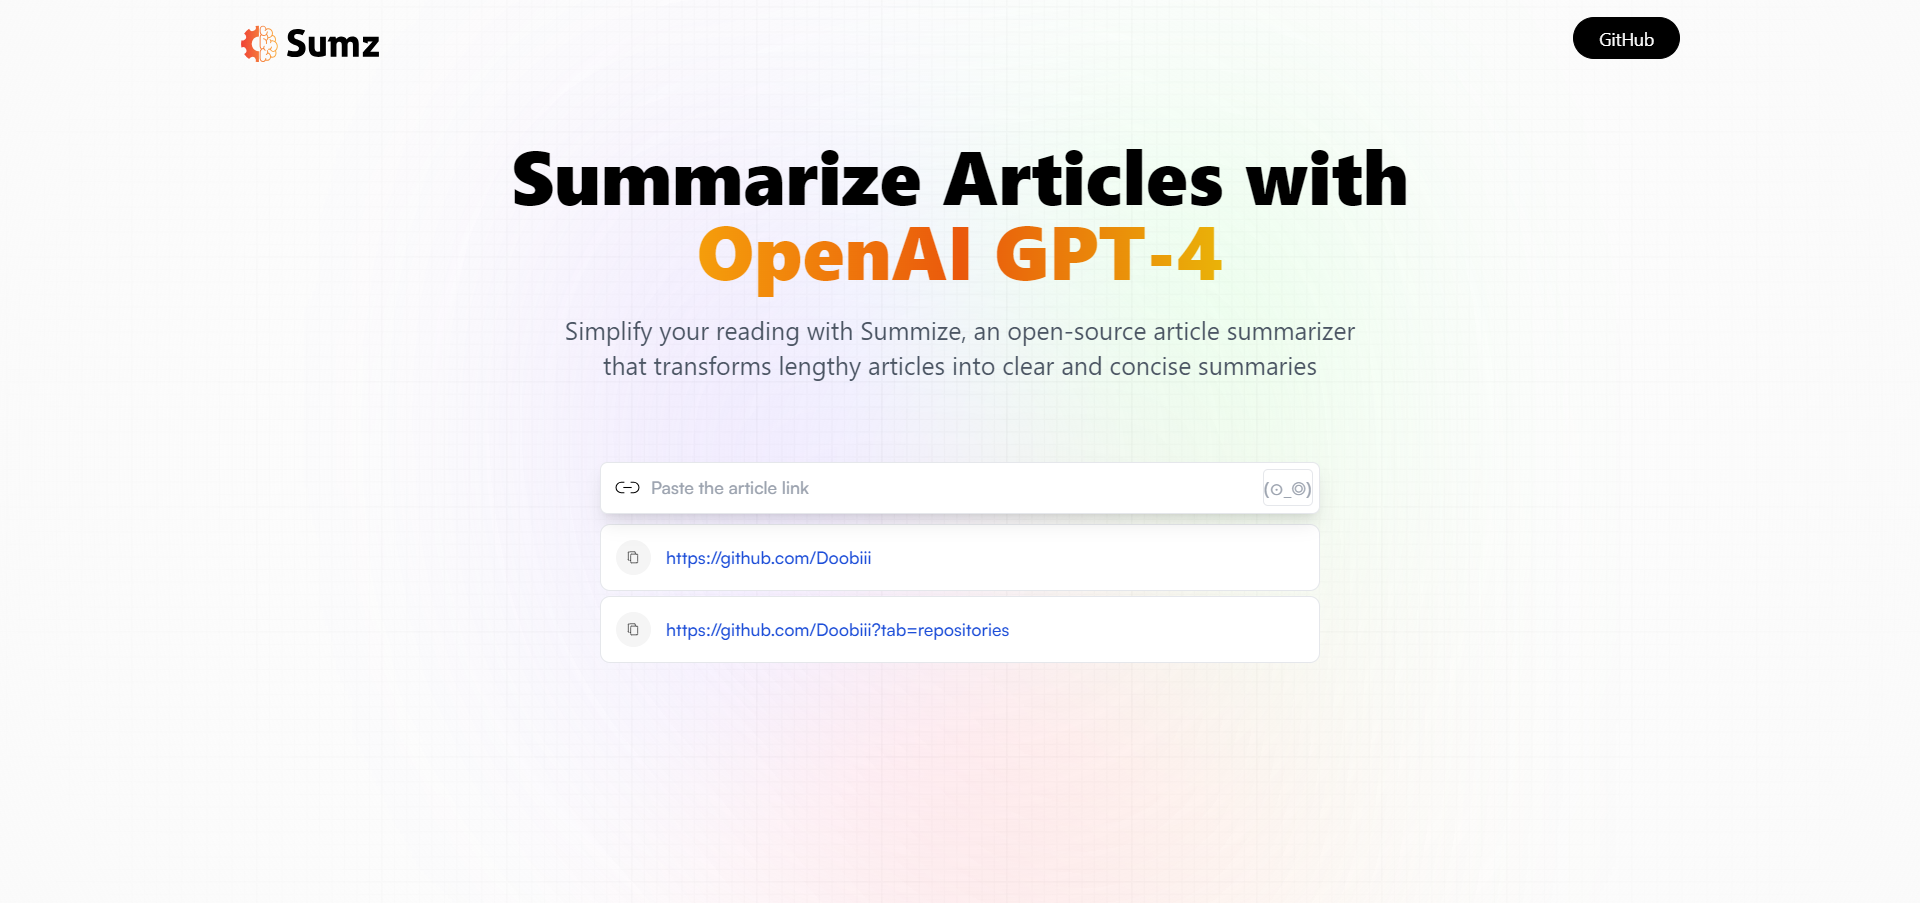 Sumz
GitHub
Summarize Articles with
OpenAI GPT-4
Simplify your reading with Summize, an open-source article summarizer
that transforms lengthy articles into clear and concise summaries
Paste the article link
(⊙_◎)
https://github.com/Doobiii
https://github.com/Doobiii?tab=repositories